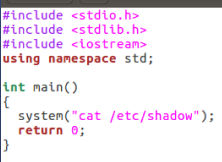 #include <stdio.h>
#include <stdlib.h>
#include <iostream>
using namespace std;

int main()
{
  system("cat /etc/shadow");
  return 0;
}